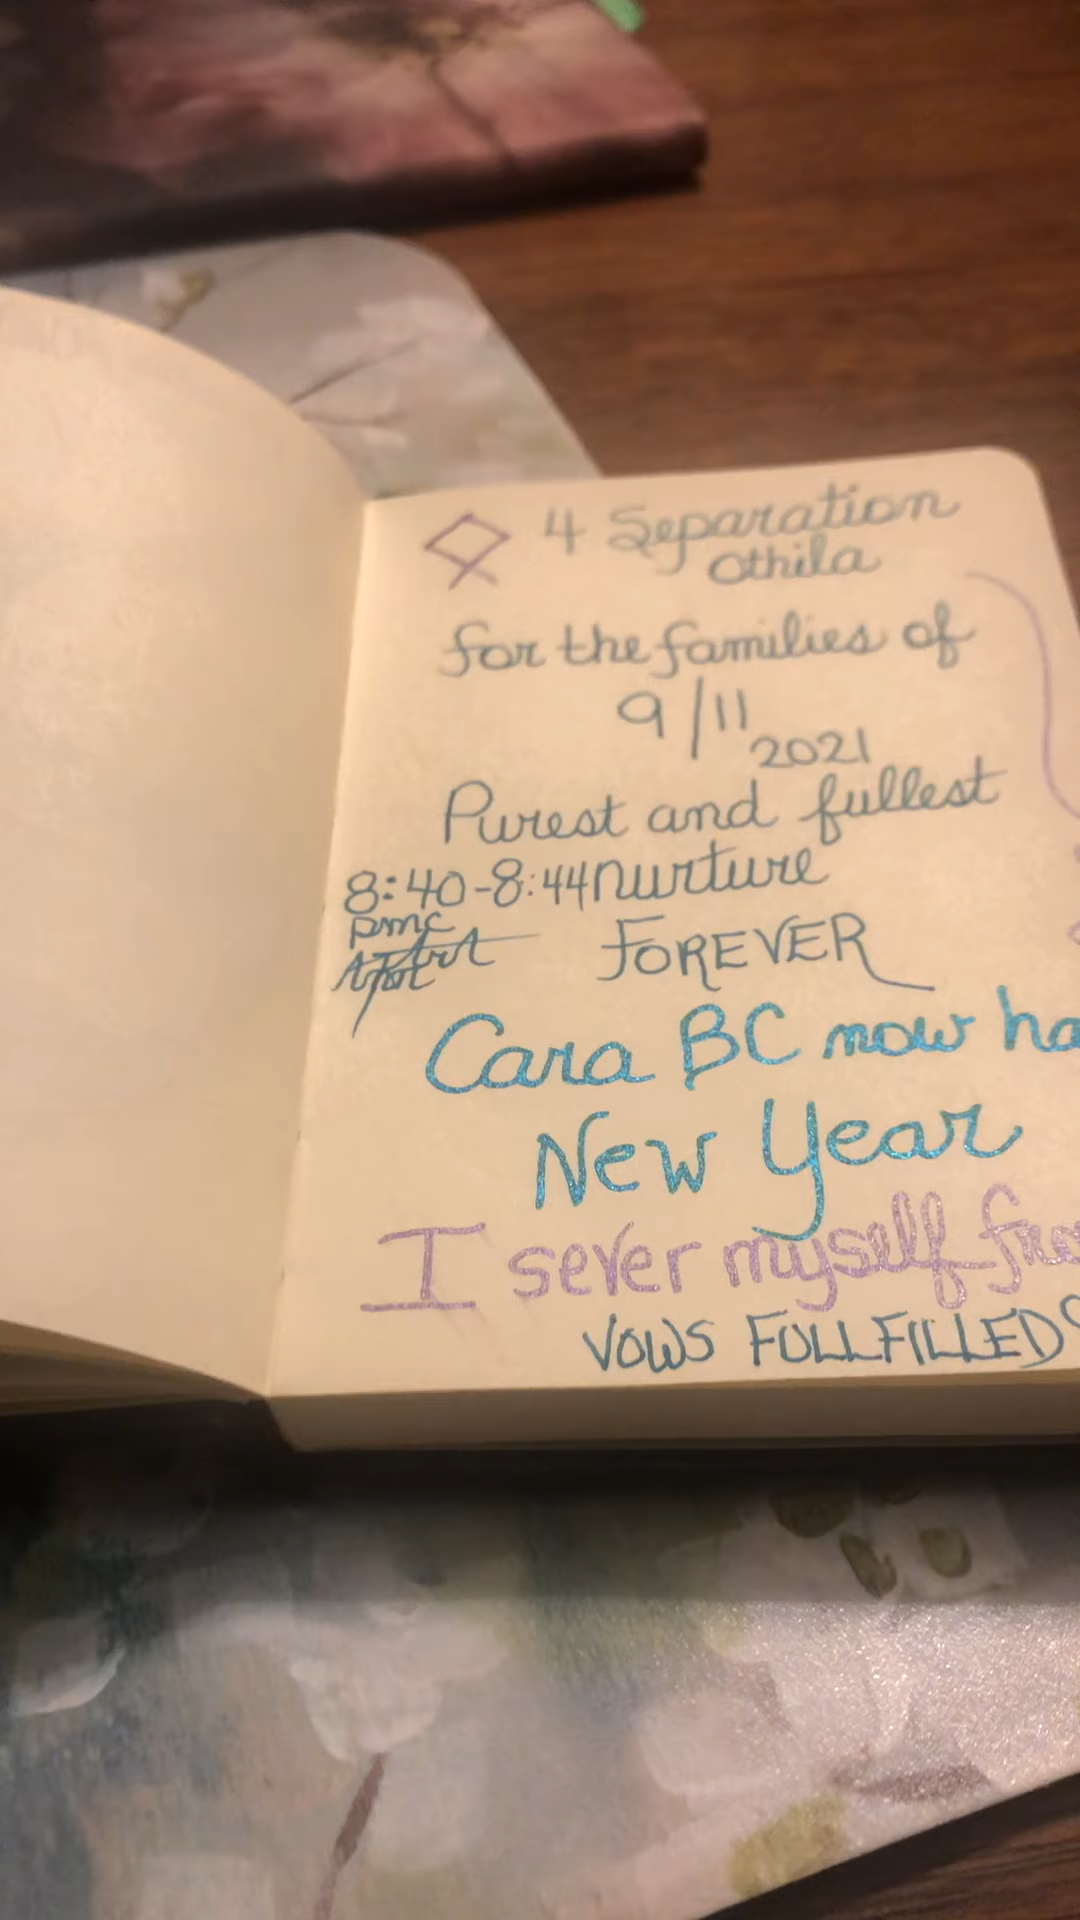 4 Separation
Othila
for the families of
9/11
2021
Purest and fullest
8:40-8:44 nurture
pmc
FOREVER
Cara BC now ha
New Year
I sever myself fro
VOWS FULLFILLED